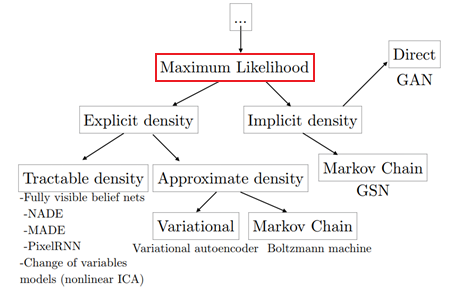 ...
Maximum Likelihood
Direct
GAN
Explicit density
Implicit density
Tractable density
-Fully visible belief nets
-NADE
-MADE
-PixelRNN
-Change of variables
models (nonlinear ICA)
Approximate density
Variational
Variational autoencoder
Markov Chain
Boltzmann machine
Markov Chain
GSN